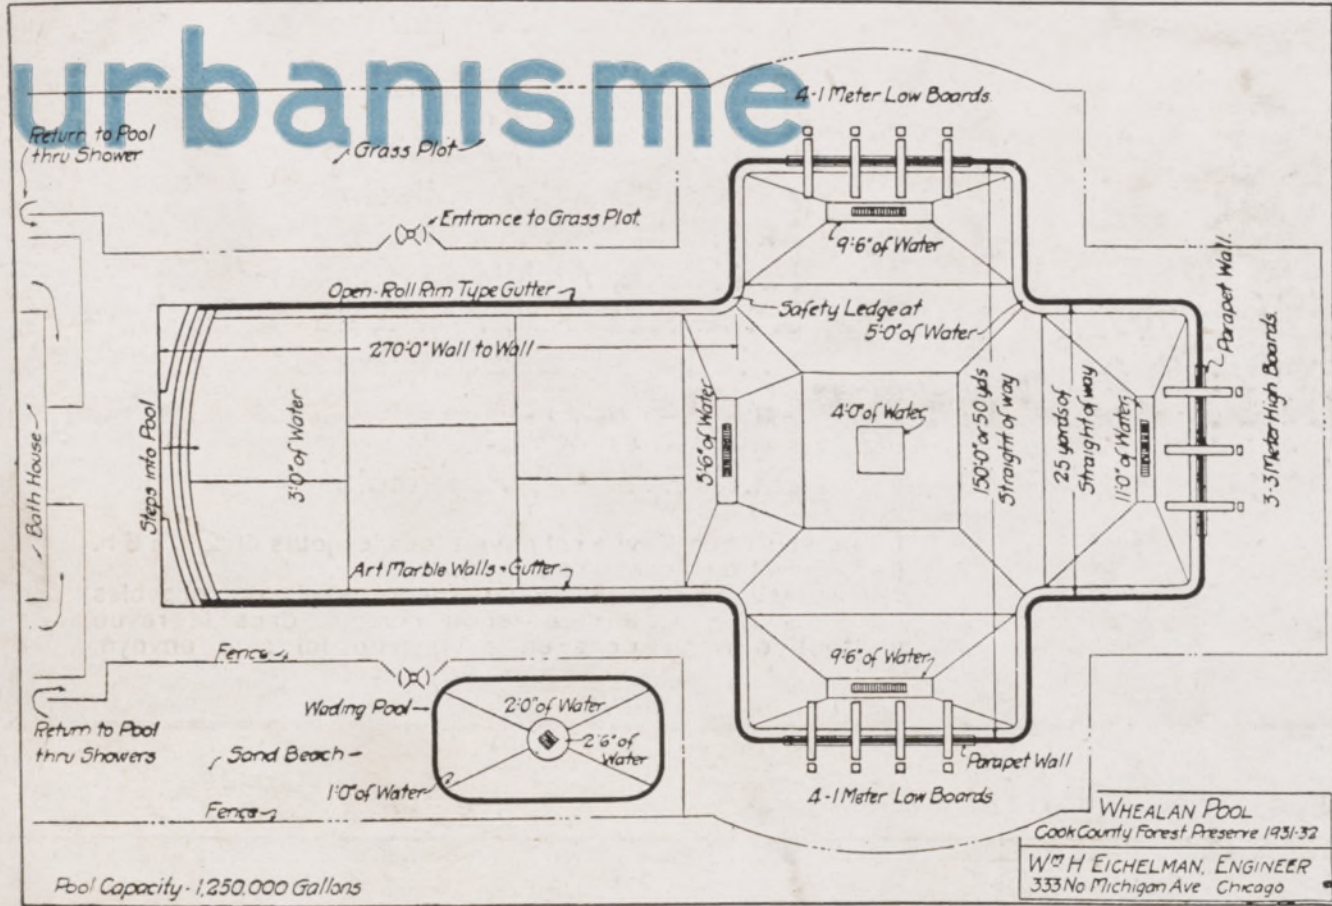 urbanisme
4-1 Meter Low Boards.
Return to Pool
thru Shower
Grass Plot
Entrance to Grass Plot.
9'-6" of Water
Open-Roll Rim Type Gutter
Safety Ledge at
5'-0" of Water
270'-0" Wall to Wall
Parapet Wall.
3-3 Meter High Boards.
Bath House
Steps into Pool
3'-0" of Water
5'-6" of Water
4'-0" of Water
150'-0" or 50 yds
Straight of way
25 yards of
Straight of way
11'-0" of Water
Art Marble Walls & Gutter
Fence
9'-6" of Water
Wading Pool
2'-0" of Water
2'-6" of
Water
Return to Pool
thru Showers
Sand Beach
1'-0" of Water
Parapet Wall
4-1 Meter Low Boards
Fence
WHEALAN POOL
Cook County Forest Preserve 1931-32
Wm H EICHELMAN, ENGINEER
333 No Michigan Ave Chicago
Pool Capacity - 1,250,000 Gallons